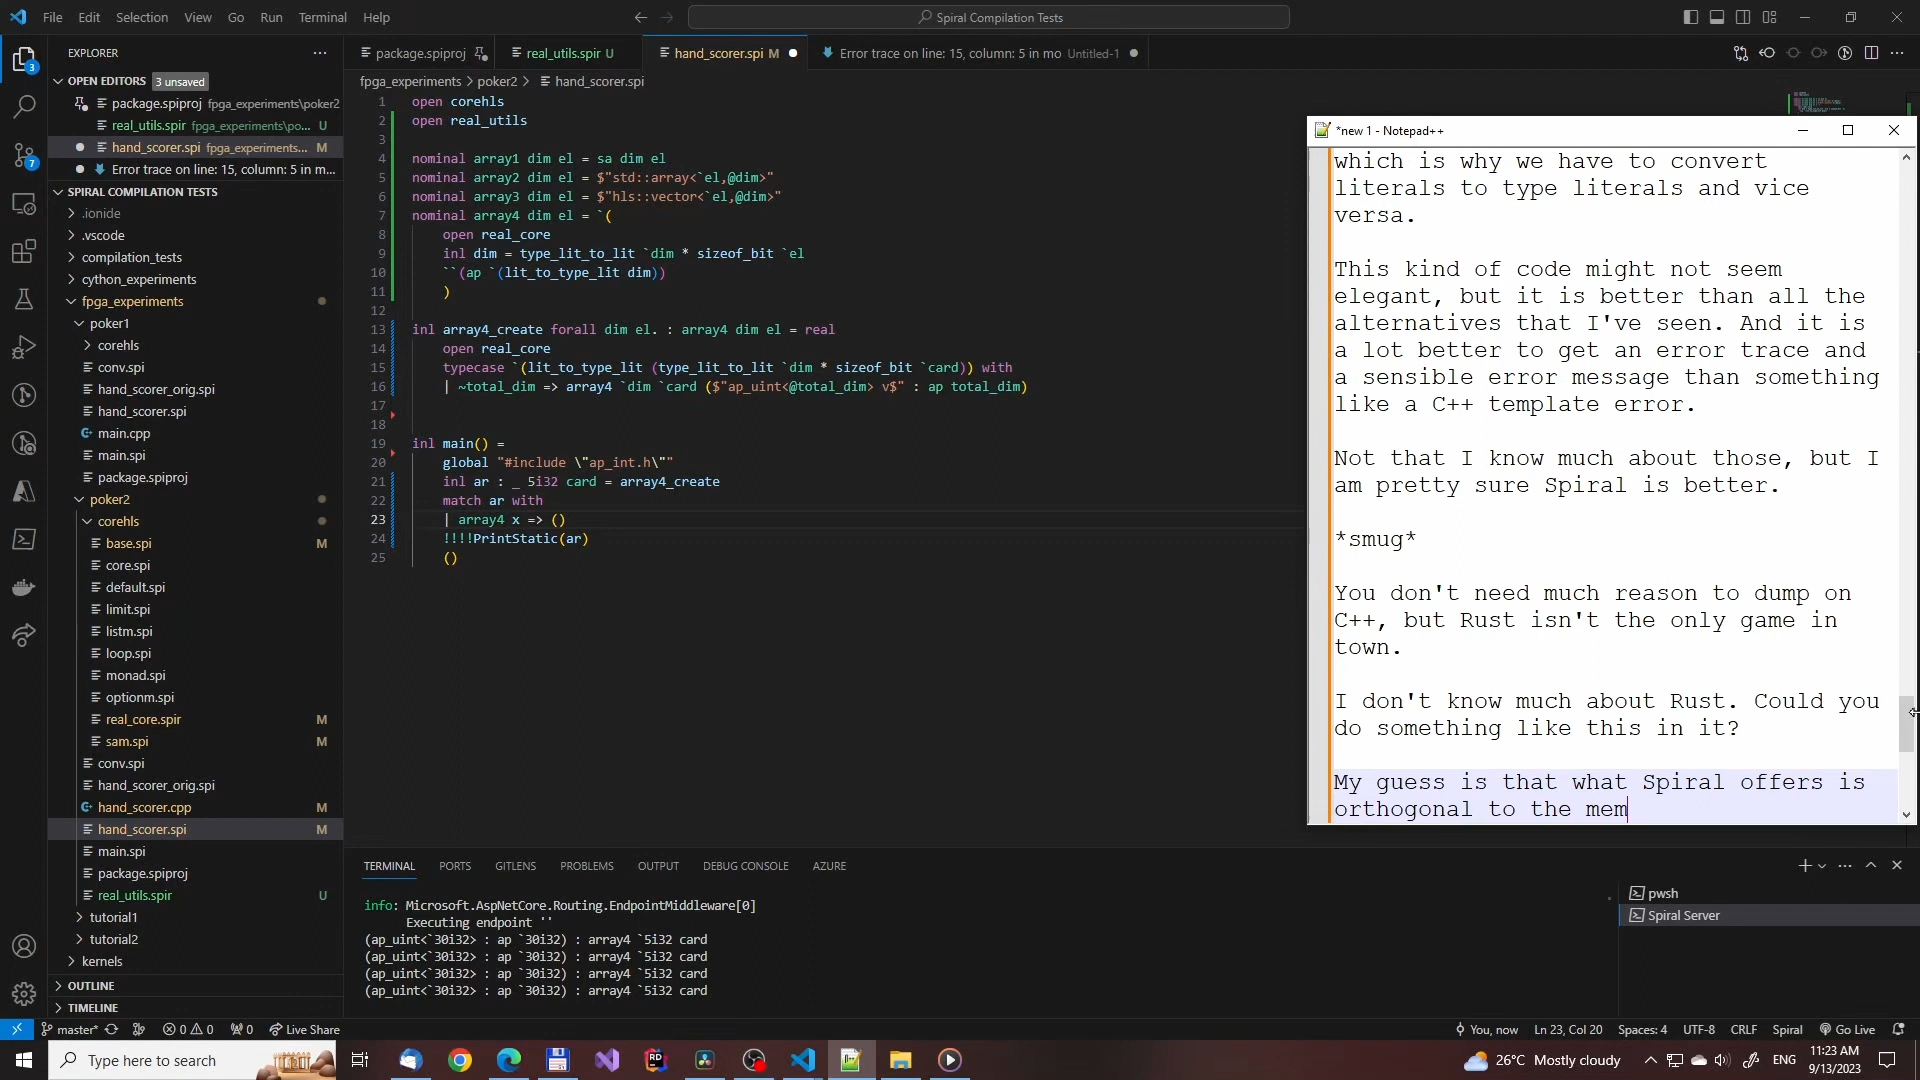 File Edit Selection View Go Run Terminal Help
Spiral Compilation Tests
EXPLORER
OPEN EDITORS 3 unsaved
package.spiproj fpga_experiments\poker2
real_utils.spir fpga_experiments\po... U
hand_scorer.spi fpga_experiments... M
Error trace on line: 15, column: 5 in m...
SPIRAL COMPILATION TESTS
.ionide
.vscode
compilation_tests
cython_experiments
fpga_experiments
poker1
corehls
conv.spi
hand_scorer_orig.spi
hand_scorer.spi
main.cpp
main.spi
package.spiproj
poker2
corehls
base.spi M
core.spi
default.spi
limit.spi
listm.spi
loop.spi
monad.spi
optionm.spi
real_core.spir M
sam.spi M
conv.spi
hand_scorer_orig.spi
hand_scorer.cpp M
hand_scorer.spi M
main.spi
package.spiproj
real_utils.spir U
tutorial1
tutorial2
kernels
OUTLINE
TIMELINE
package.spiproj
real_utils.spir U
hand_scorer.spi M
Error trace on line: 15, column: 5 in mo Untitled-1
fpga_experiments > poker2 > hand_scorer.spi
1 open corehls
2 open real_utils
3
4 nominal array1 dim el = sa dim el
5 nominal array2 dim el = $"std::array<`el,@dim>"
6 nominal array3 dim el = $"hls::vector<`el,@dim>"
7 nominal array4 dim el = `(
8 open real_core
9 inl dim = type_lit_to_lit `dim * sizeof_bit `el
10 ``(ap `(lit_to_type_lit dim))
11 )
12
13 inl array4_create forall dim el. : array4 dim el = real
14 open real_core
15 typecase `(lit_to_type_lit (type_lit_to_lit `dim * sizeof_bit `card)) with
16 | ~total_dim => array4 `dim `card ($"ap_uint<@total_dim> v$" : ap total_dim)
17
18
19 inl main() =
20 global "#include \"ap_int.h\""
21 inl ar : _ 5i32 card = array4_create
22 match ar with
23 | array4 x => ()
24 !!!!PrintStatic(ar)
25 ()
*new 1 - Notepad++
which is why we have to convert
literals to type literals and vice
versa.
This kind of code might not seem
elegant, but it is better than all the
alternatives that I've seen. And it is
a lot better to get an error trace and
a sensible error message than something
like a C++ template error.
Not that I know much about those, but I
am pretty sure Spiral is better.
*smug*
You don't need much reason to dump on
C++, but Rust isn't the only game in
town.
I don't know much about Rust. Could you
do something like this in it?
My guess is that what Spiral offers is
orthogonal to the mem
TERMINAL PORTS GITLENS PROBLEMS OUTPUT DEBUG CONSOLE AZURE
info: Microsoft.AspNetCore.Routing.EndpointMiddleware[0]
Executing endpoint ''
(ap_uint<`30i32> : ap `30i32) : array4 `5i32 card
(ap_uint<`30i32> : ap `30i32) : array4 `5i32 card
(ap_uint<`30i32> : ap `30i32) : array4 `5i32 card
(ap_uint<`30i32> : ap `30i32) : array4 `5i32 card
pwsh
Spiral Server
3
7
master* 0 0 0 Live Share
You, now Ln 23, Col 20 Spaces: 4 UTF-8 CRLF Spiral Go Live
Type here to search
26°C Mostly cloudy ENG
11:23 AM
9/13/2023